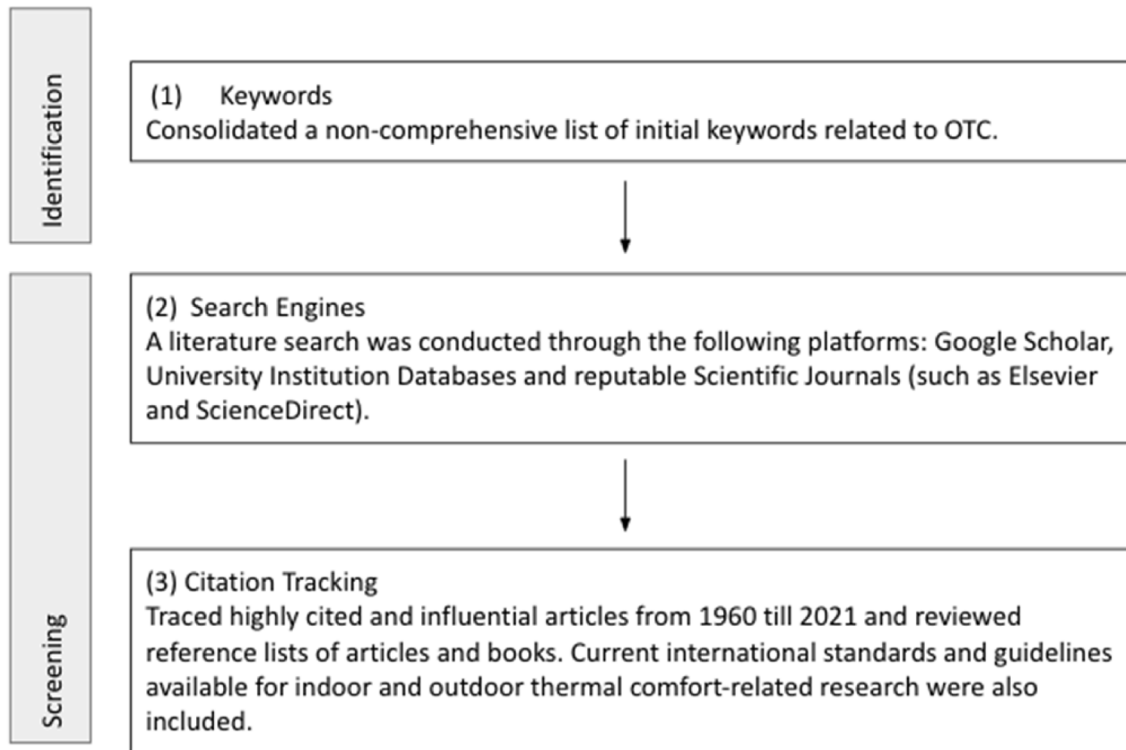 Identification
(1) Keywords
Consolidated a non-comprehensive list of initial keywords related to OTC.
Screening
(2) Search Engines
A literature search was conducted through the following platforms: Google Scholar,
University Institution Databases and reputable Scientific Journals (such as Elsevier
and ScienceDirect).
(3) Citation Tracking
Traced highly cited and influential articles from 1960 till 2021 and reviewed
reference lists of articles and books. Current international standards and guidelines
available for indoor and outdoor thermal comfort-related research were also
included.